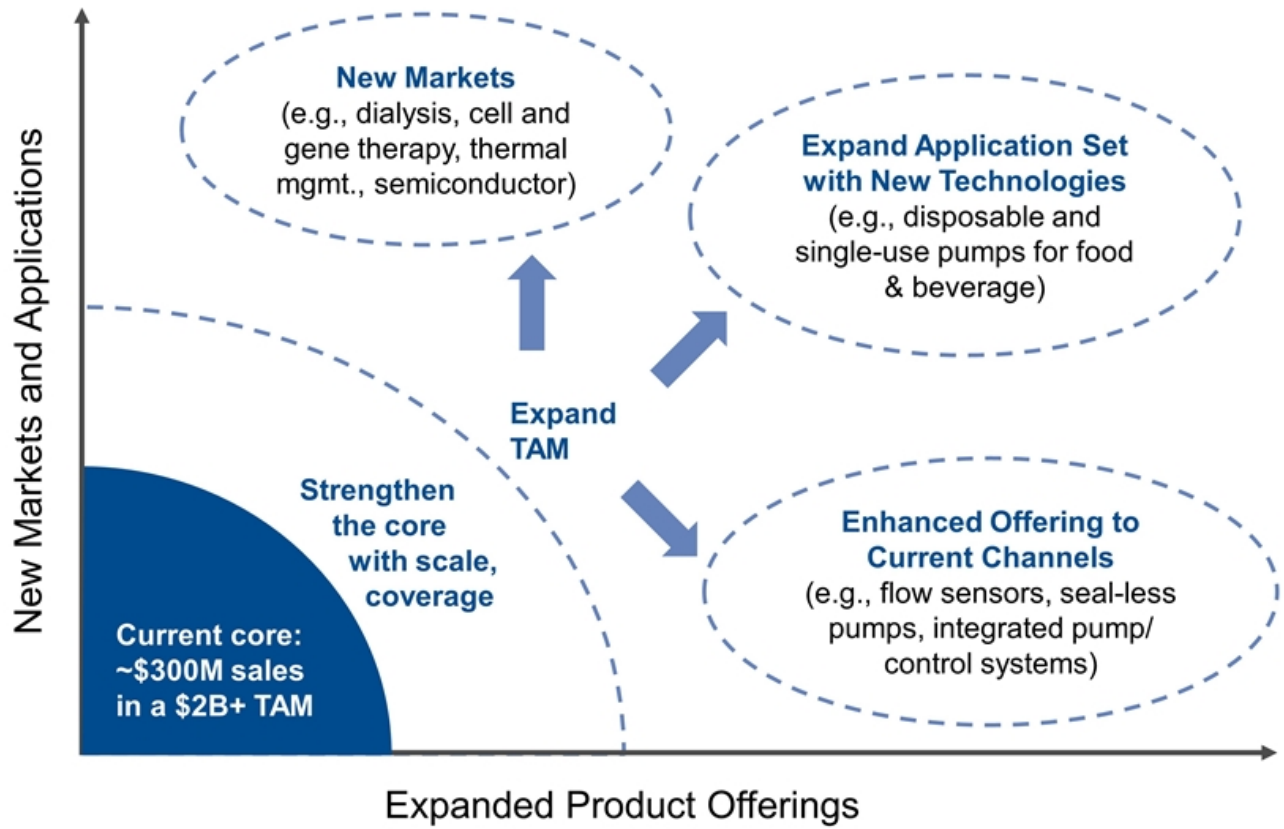 New Markets and Applications
New Markets
(e.g., dialysis, cell and
gene therapy, thermal
mgmt., semiconductor)
Expand Application Set
with New Technologies
(e.g., disposable and
single-use pumps for food
& beverage)
Expand
TAM
Strengthen
the core
with scale,
coverage
Enhanced Offering to
Current Channels
(e.g., flow sensors, seal-less
pumps, integrated pump/
control systems)
Current core:
~$300M sales
in a $2B+ TAM
Expanded Product Offerings